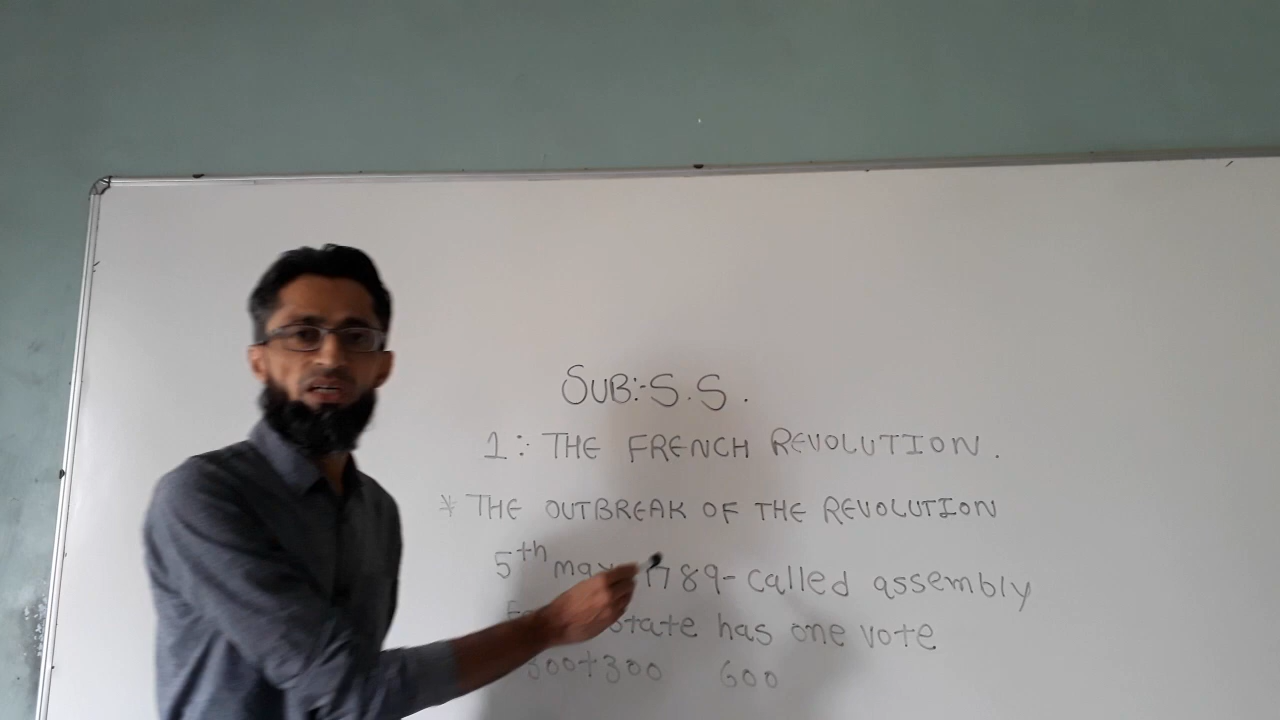 SUB:- S.S.
1:- THE FRENCH REVOLUTION.
* THE OUTBREAK OF THE REVOLUTION
5th may 1789 - called assembly
state has one vote
300+300 600